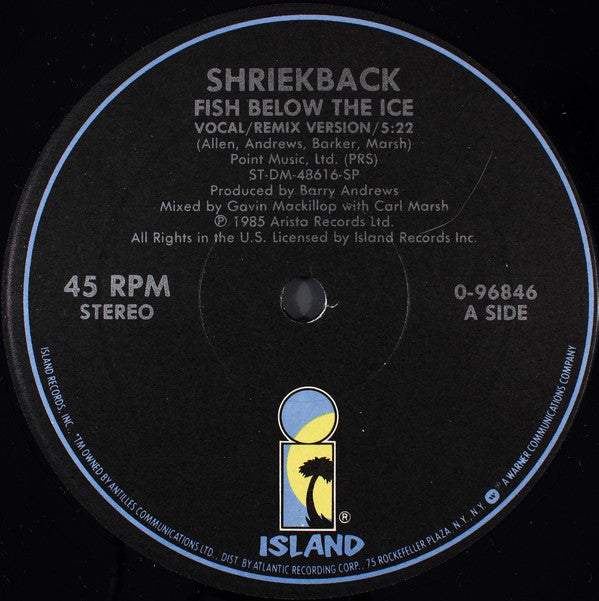 SHRIEKBACK
FISH BELOW THE ICE
VOCAL/REMIX VERSION/5:22
(Allen, Andrews, Barker, Marsh)
Point Music, Ltd. (PRS)
ST-DM-48616-SP
Produced by Barry Andrews
Mixed by Gavin Mackillop with Carl Marsh
℗ 1985 Arista Records Ltd.
All Rights in the U.S. Licensed by Island Records Inc.
45 RPM
STEREO
0-96846
A SIDE
®
ISLAND
ISLAND RECORDS, INC., *TM OWNED BY ANTILLES COMMUNICATIONS LTD., DIST. BY ATLANTIC RECORDING CORP., 75 ROCKEFELLER PLAZA, N.Y., N.Y. W A WARNER COMMUNICATIONS COMPANY